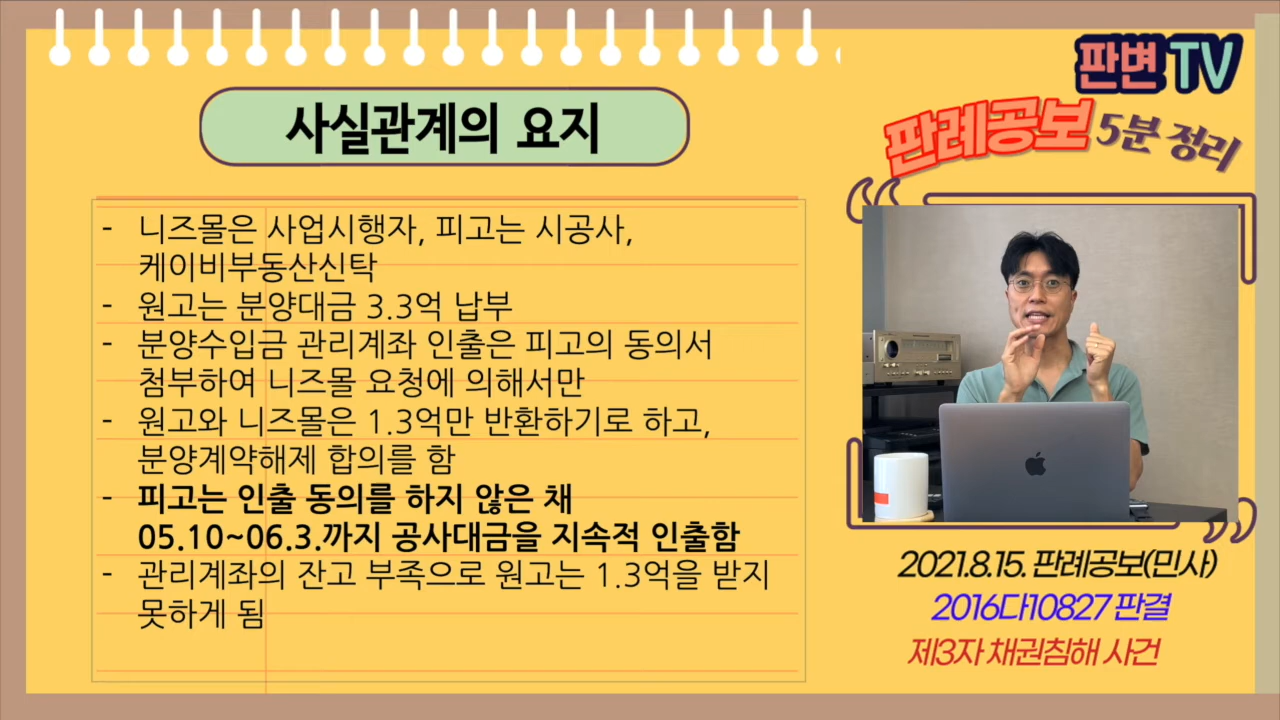 판변 TV
판례공보 5분 정리
사실관계의 요지
- 니즈몰은 사업시행자, 피고는 시공사,
케이비부동산신탁
- 원고는 분양대금 3.3억 납부
- 분양수입금 관리계좌 인출은 피고의 동의서
첨부하여 니즈몰 요청에 의해서만
- 원고와 니즈몰은 1.3억만 반환하기로 하고,
분양계약해제 합의를 함
- 피고는 인출 동의를 하지 않은 채
05.10~06.3.까지 공사대금을 지속적 인출함
- 관리계좌의 잔고 부족으로 원고는 1.3억을 받지
못하게 됨
2021.8.15. 판례공보(민사)
2016다10827 판결
제3자 채권침해 사건